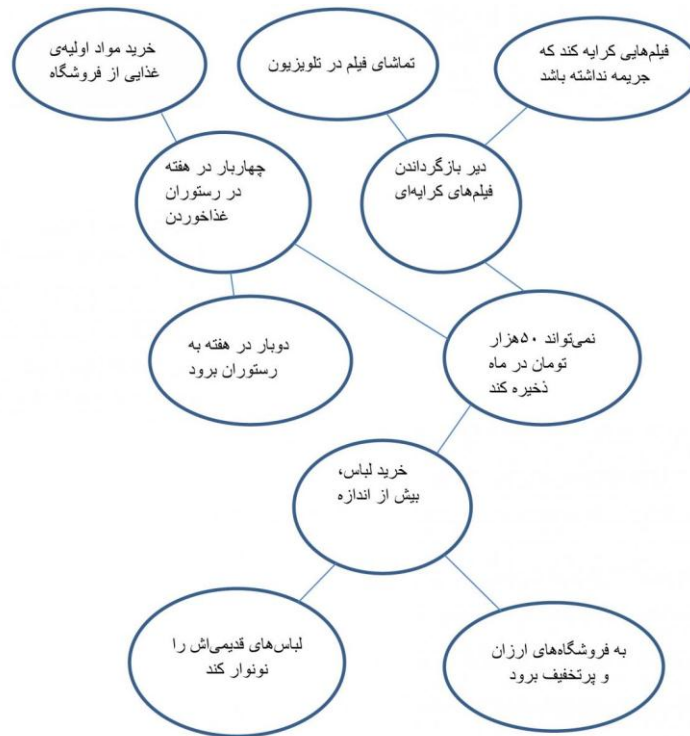 فیلم‌هایی کرایه کند که
جریمه نداشته باشد
تماشای فیلم در تلویزیون
خرید مواد اولیه‌ی
غذایی از فروشگاه
دیر بازگرداندن
فیلم‌های کرایه‌ای
چهاربار در هفته
در رستوران
غذاخوردن
نمی‌تواند ۵۰هزار
تومان در ماه
ذخیره کند
دوبار در هفته به
رستوران برود
خرید لباس،
بیش از اندازه
به فروشگاه‌های ارزان
و پرتخفیف برود
لباس‌های قدیمی‌اش را
نونوار کند